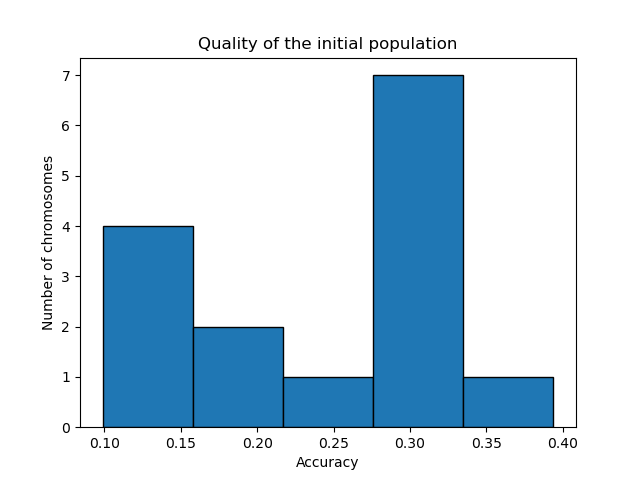 Quality of the initial population
Number of chromosomes
7
6
5
4
3
2
1
0
0.10 0.15 0.20 0.25 0.30 0.35 0.40
Accuracy